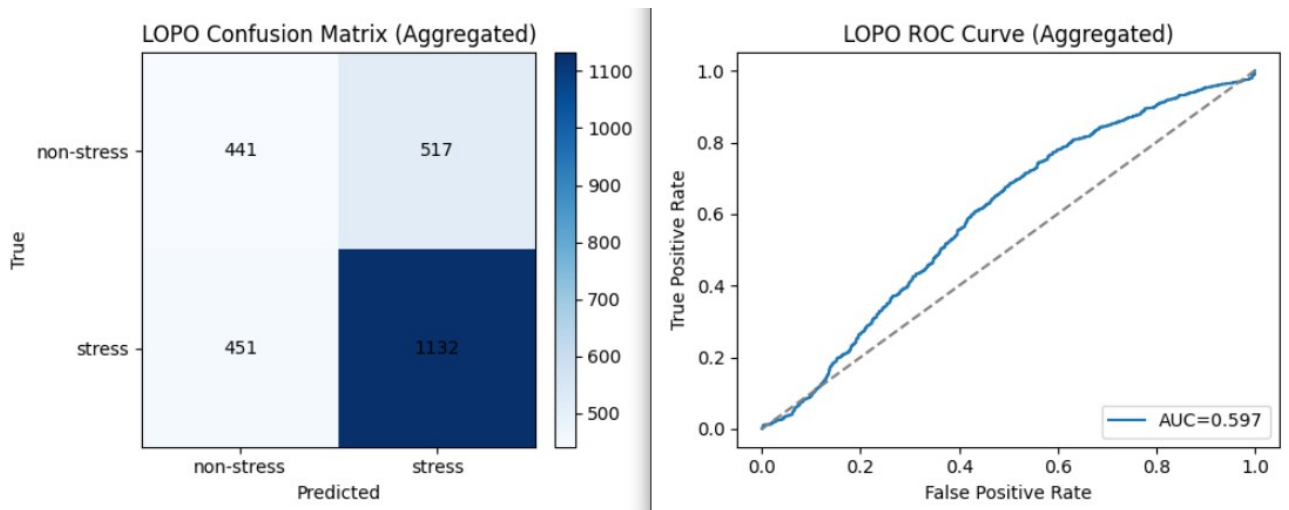 LOPO Confusion Matrix (Aggregated)
non-stress
stress
True
441
517
451
1132
non-stress
stress
Predicted
1100
1000
900
800
700
600
500
LOPO ROC Curve (Aggregated)
1.0
0.8
0.6
0.4
0.2
0.0
True Positive Rate
0.0
0.2
0.4
0.6
0.8
1.0
False Positive Rate
AUC=0.597